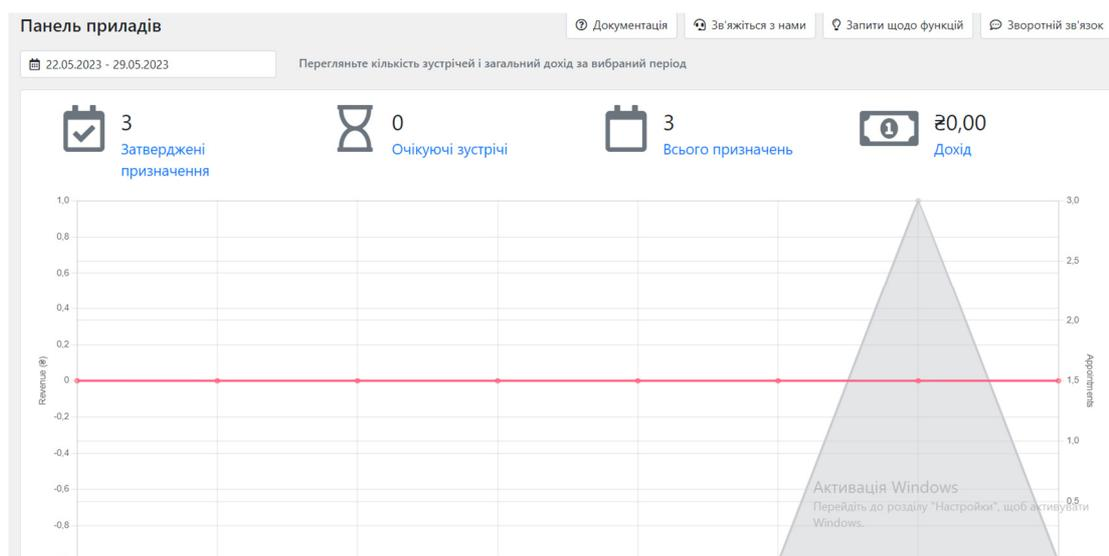 Панель приладів
Документація
Зв'яжіться з нами
Запити щодо функцій
Зворотній зв'язок
22.05.2023 - 29.05.2023
Перегляньте кількість зустрічей і загальний дохід за вибраний період
3
Затверджені
призначення
0
Очікуючі зустрічі
3
Всього призначень
1
₴0,00
Дохід
1,0
0,8
0,6
0,4
0,2
0
-0,2
-0,4
-0,6
-0,8
Revenue (₴)
3,0
2,5
2,0
1,5
1,0
0,5
Appointments
Активація Windows
Перейдіть до розділу "Настройки", щоб активувати
Windows.